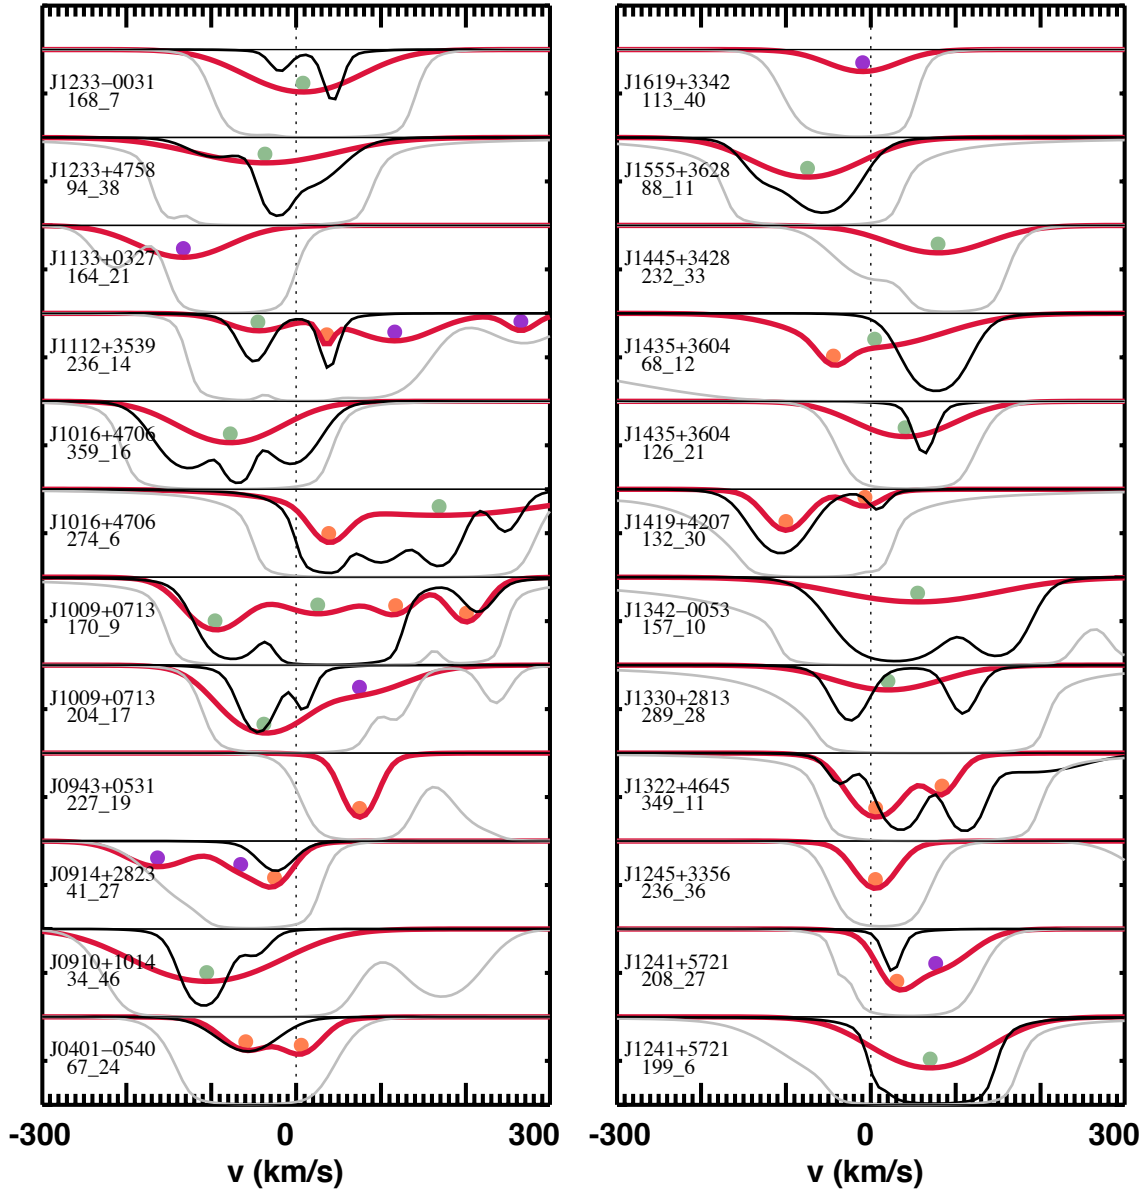 J1233−0031
168_7
J1233+4758
94_38
J1133+0327
164_21
J1112+3539
236_14
J1016+4706
359_16
J1016+4706
274_6
J1009+0713
170_9
J1009+0713
204_17
J0943+0531
227_19
J0914+2823
41_27
J0910+1014
34_46
J0401−0540
67_24
-300 0 300
v (km/s)
J1619+3342
113_40
J1555+3628
88_11
J1445+3428
232_33
J1435+3604
68_12
J1435+3604
126_21
J1419+4207
132_30
J1342−0053
157_10
J1330+2813
289_28
J1322+4645
349_11
J1245+3356
236_36
J1241+5721
208_27
J1241+5721
199_6
-300 0 300
v (km/s)